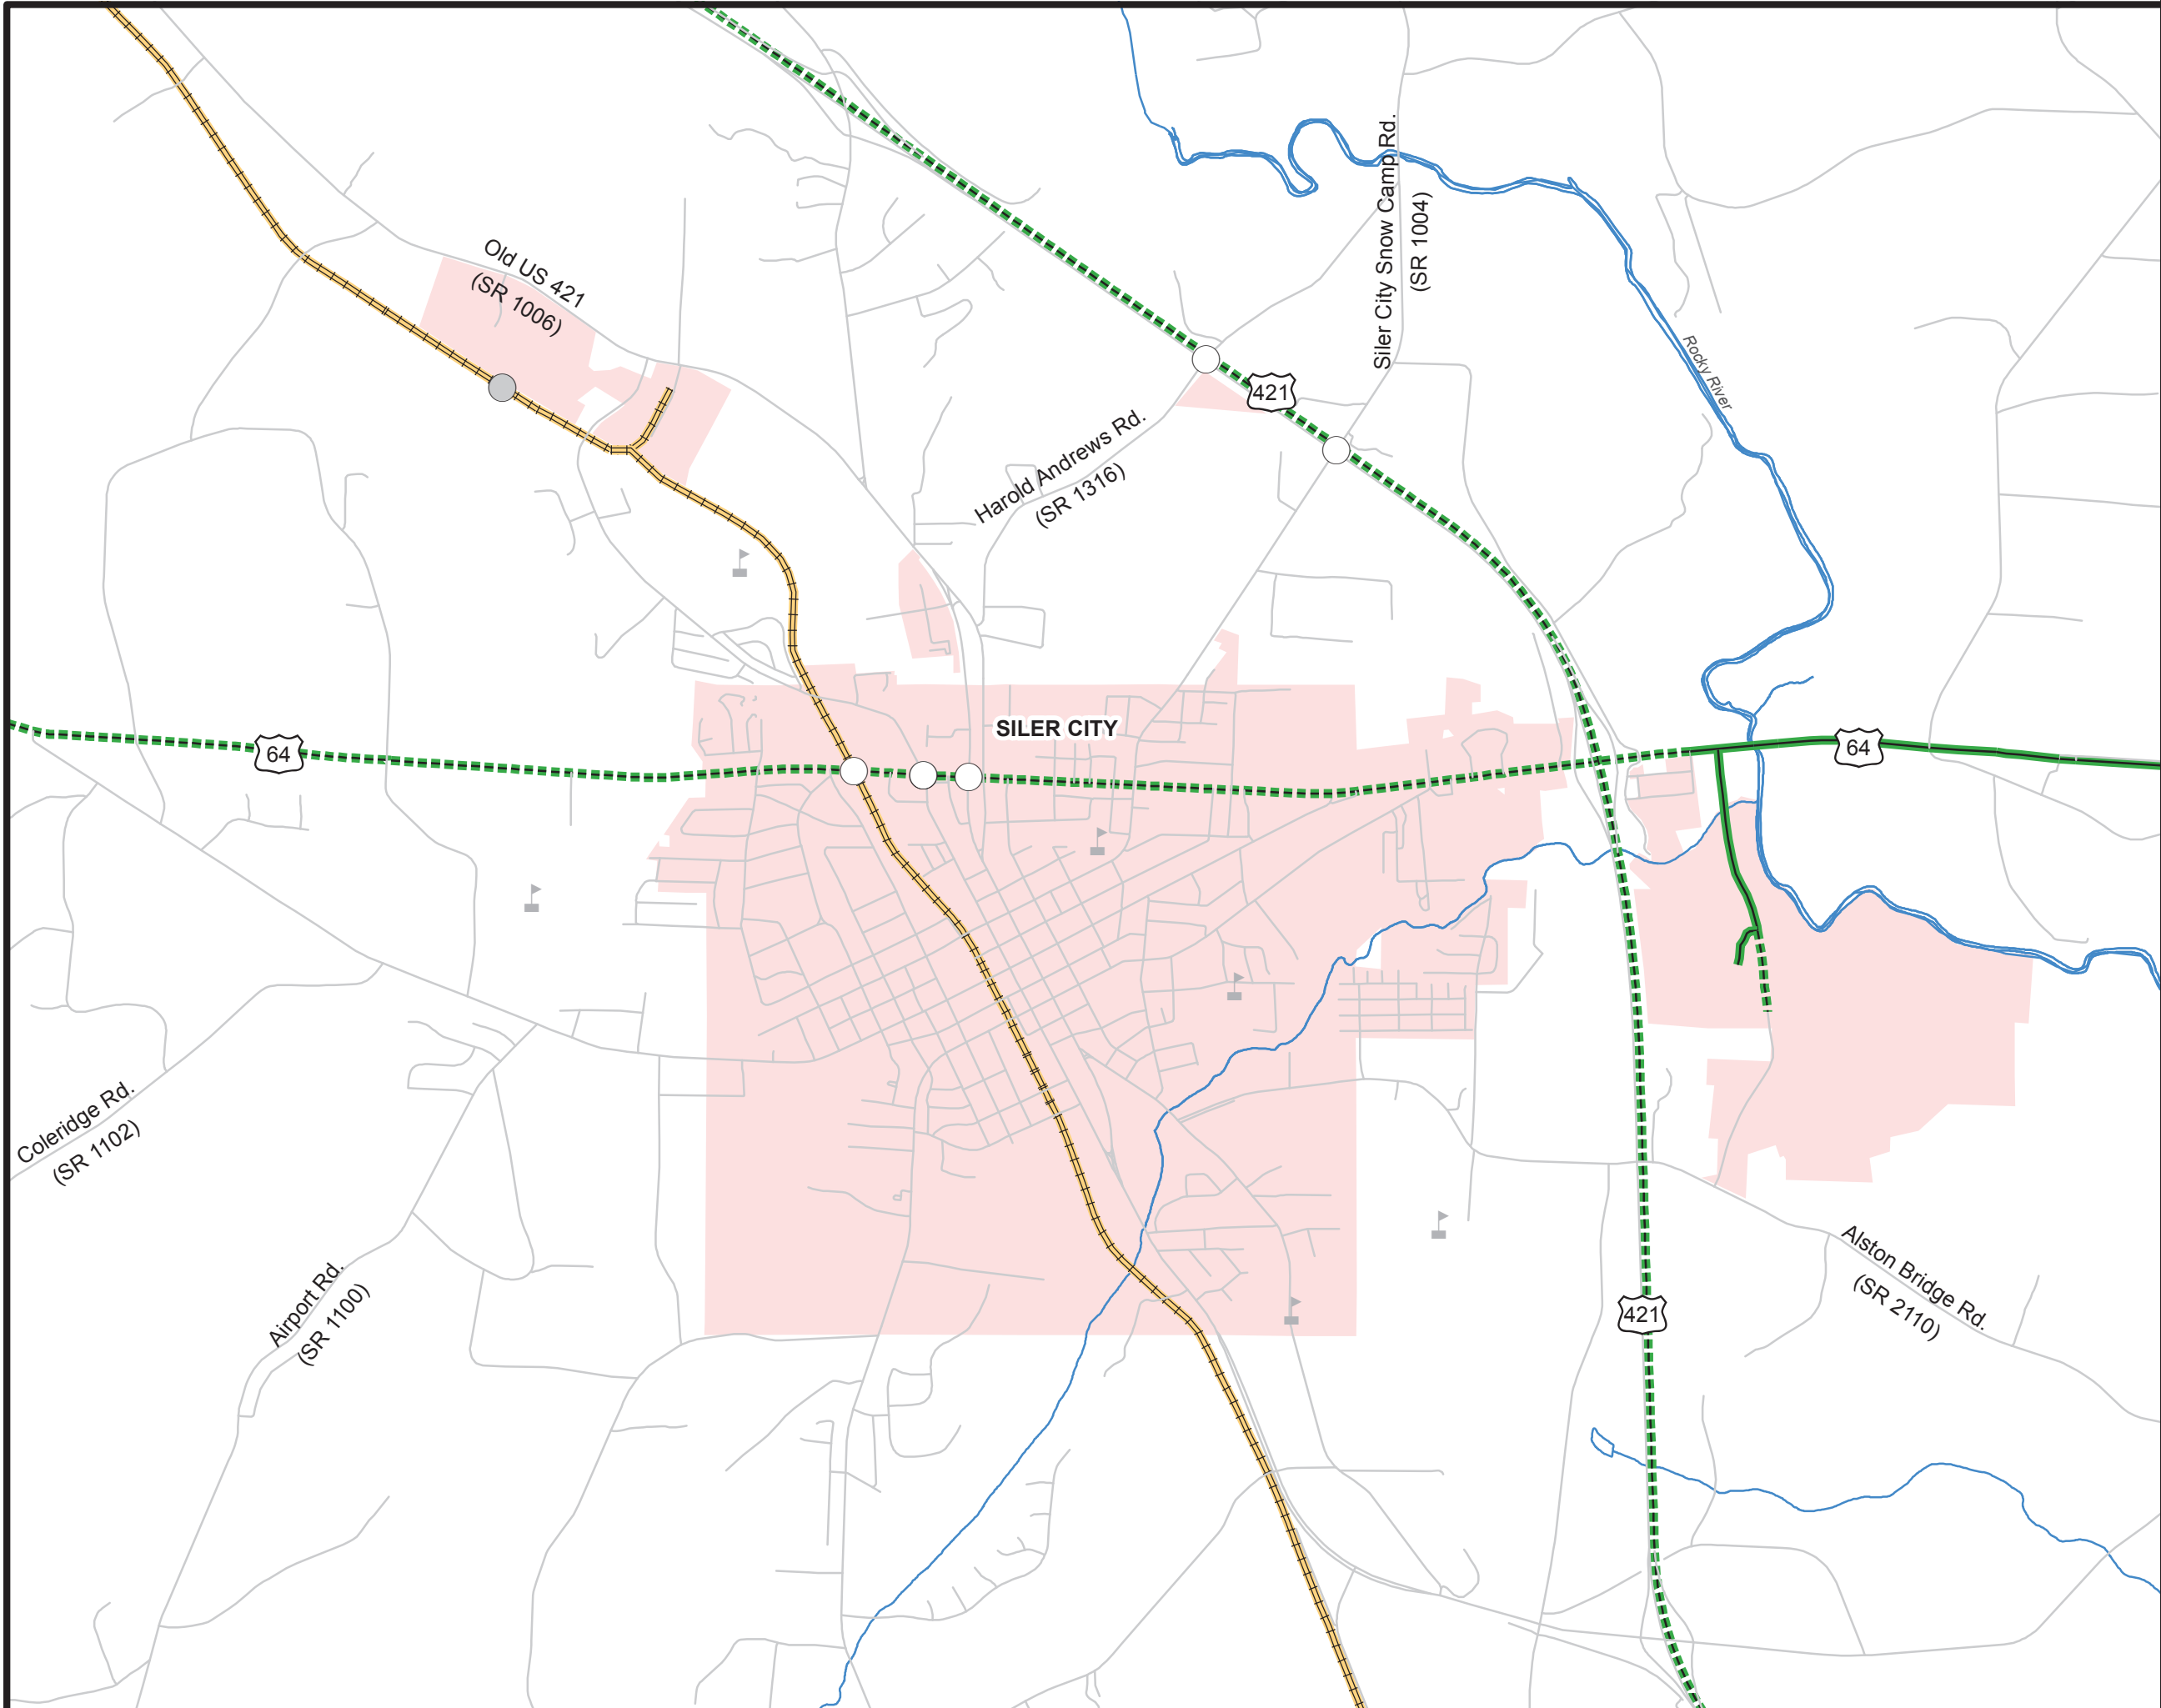 Old US 421
(SR 1006)
Siler City Snow Camp Rd.
(SR 1004)
Rocky River
421
Harold Andrews Rd.
(SR 1316)
SILER CITY
64
64
Coleridge Rd.
(SR 1102)
Airport Rd.
(SR 1100)
421
Alston Bridge Rd.
(SR 2110)